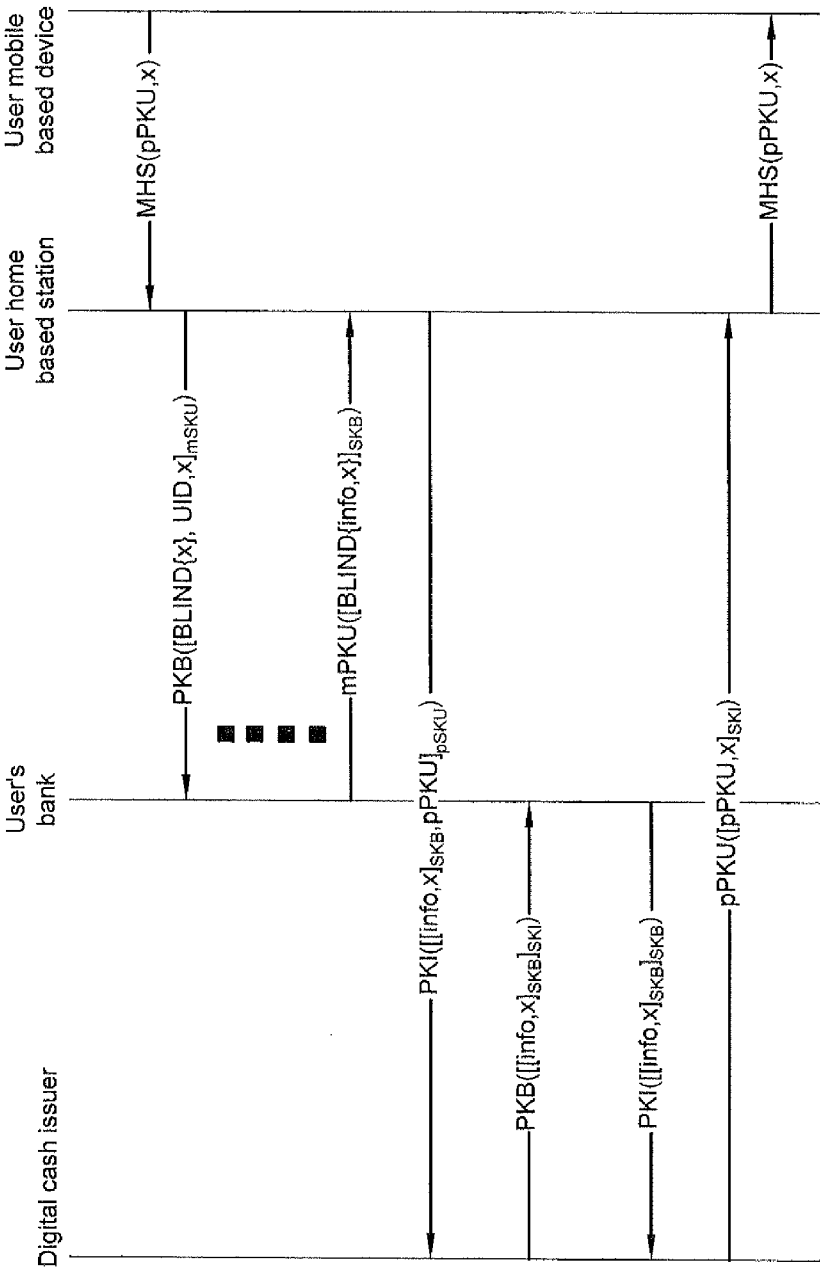 Digital cash issuer
User's
bank
User home
based station
User mobile
based device
MHS(pPKU,x)
PKB([BLIND{x}, UID,x]mSKU)
mPKU([BLIND{info,x}]SKB)
PKI([[info,x]SKB,pPKU]pSKU)
PKB([[info,x]SKB]SKI)
PKI([[info,x]SKB]SKB)
pPKU([pPKU,x]SKI)
MHS(pPKU,x)